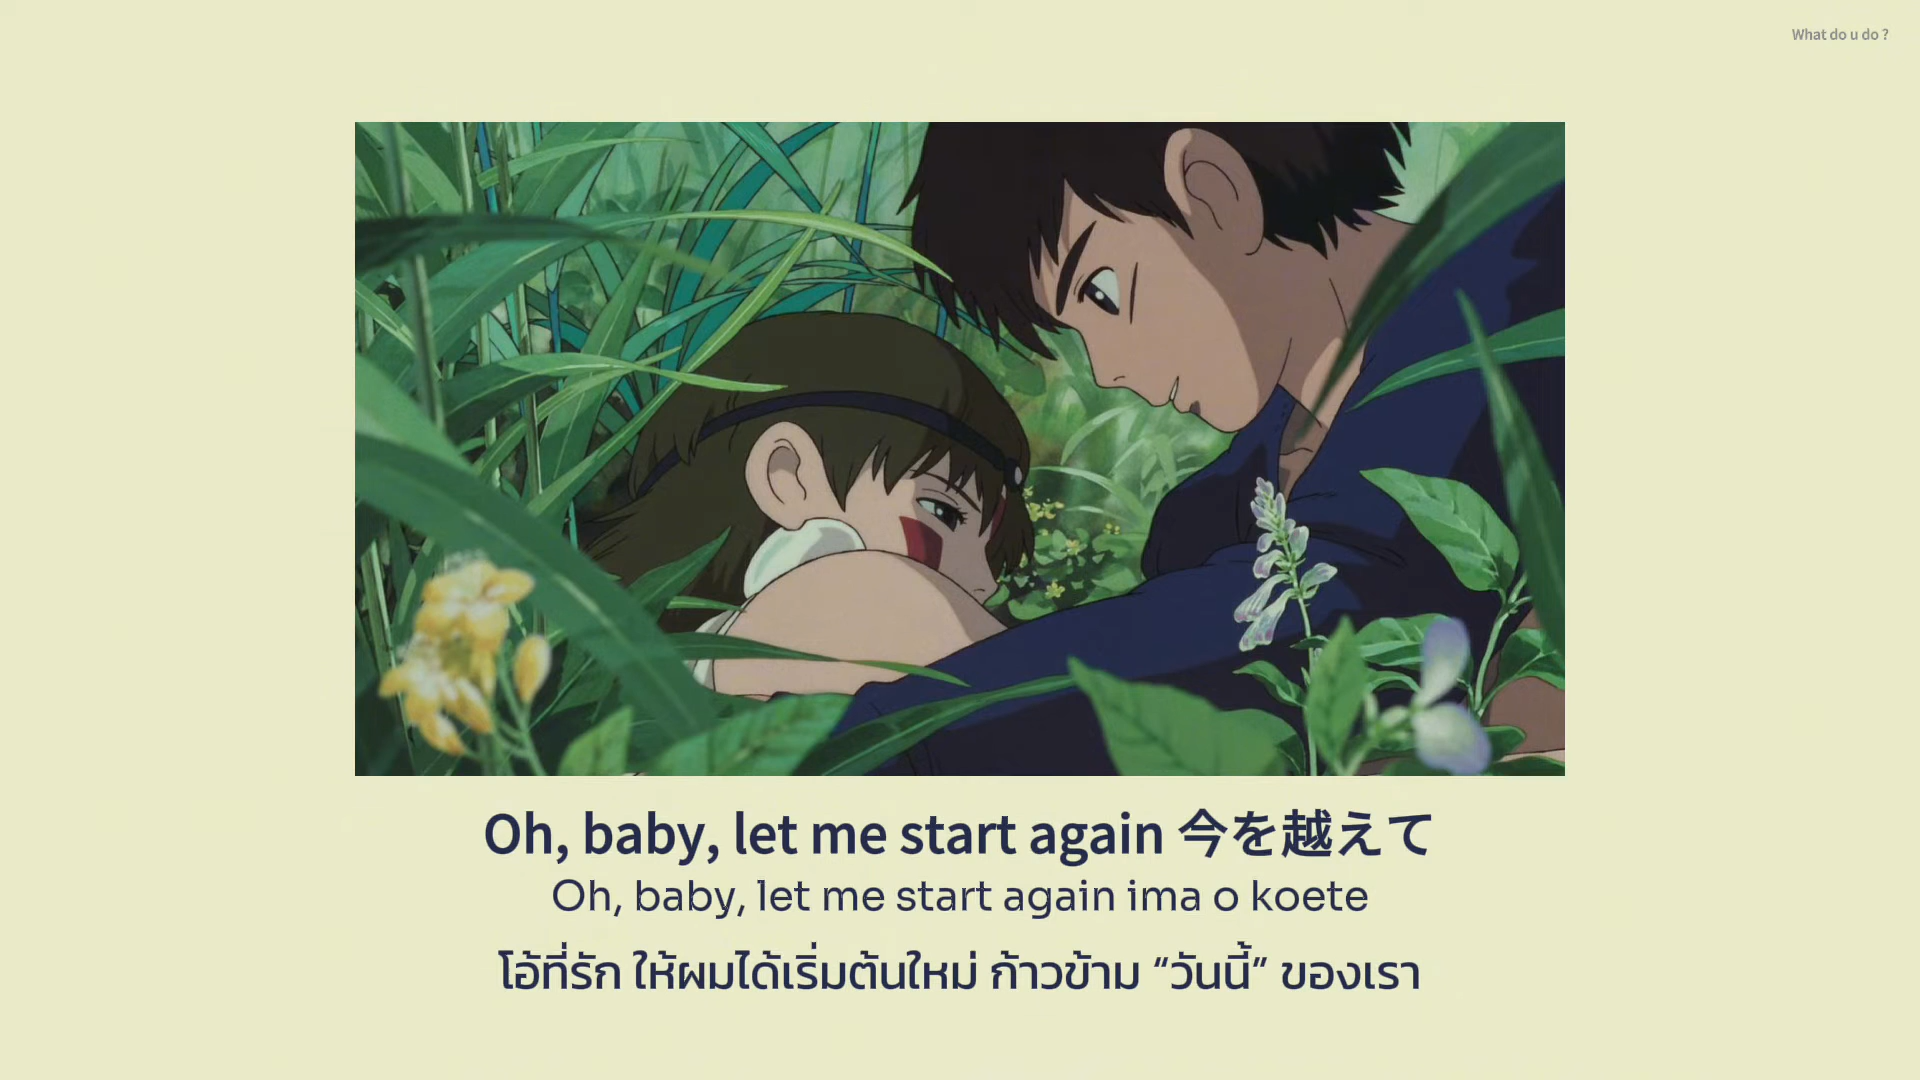 What do u do ?
Oh, baby, let me start again 今を越えて
Oh, baby, let me start again ima o koete
โอ้ที่รัก ให้ผมได้เริ่มต้นใหม่ ก้าวข้าม “วันนี้” ของเรา